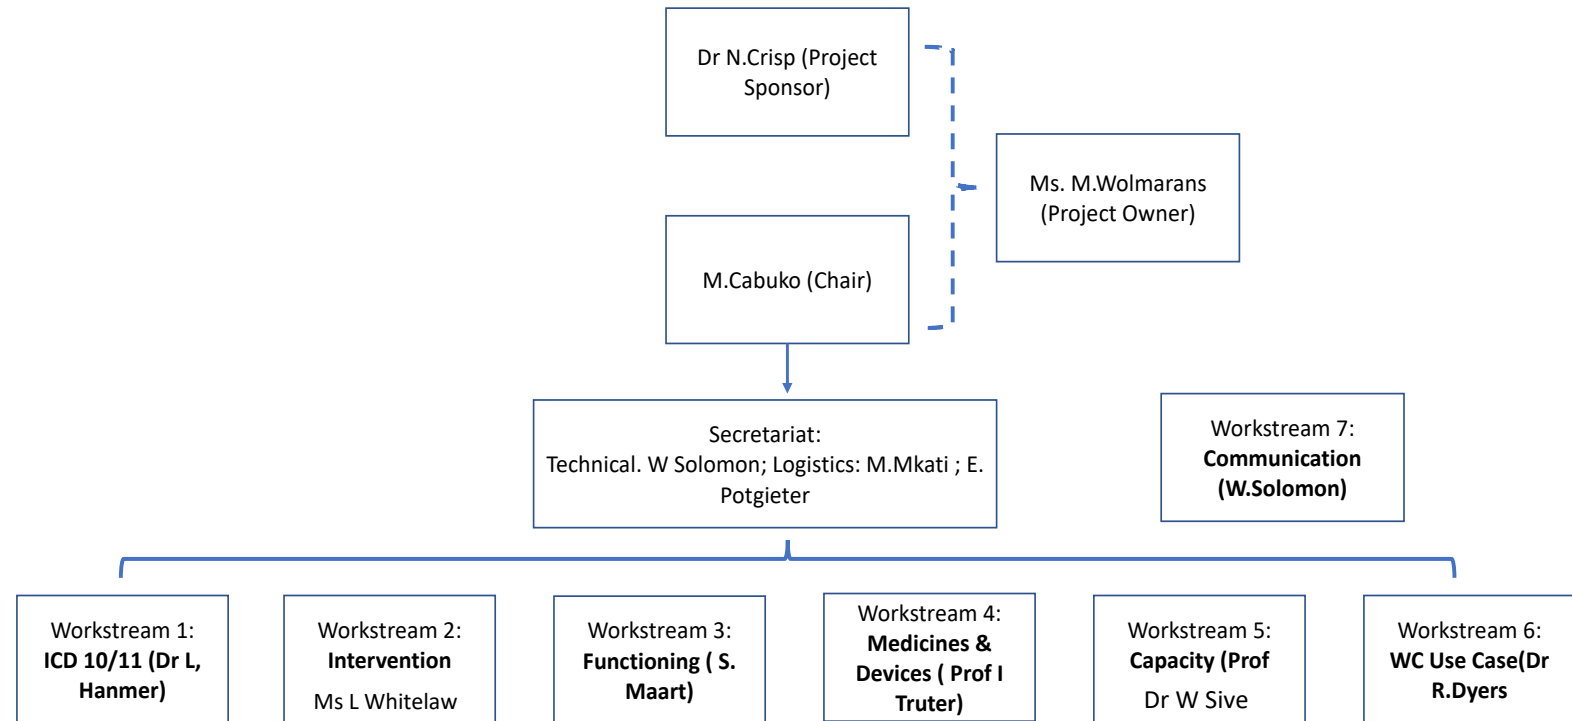 Dr N.Crisp (Project
Sponsor)
Ms. M.Wolmarans
(Project Owner)
M.Cabuko (Chair)
Secretariat:
Technical. W Solomon; Logistics: M.Mkati ; E.
Potgieter
Workstream 7:
Communication
(W.Solomon)
Workstream 1:
ICD 10/11 (Dr L,
Hanmer)
Workstream 2:
Intervention
Ms L Whitelaw
Workstream 3:
Functioning ( S.
Maart)
Workstream 4:
Medicines &
Devices ( Prof I
Truter)
Workstream 5:
Capacity (Prof
Dr W Sive
Workstream 6:
WC Use Case(Dr
R.Dyers